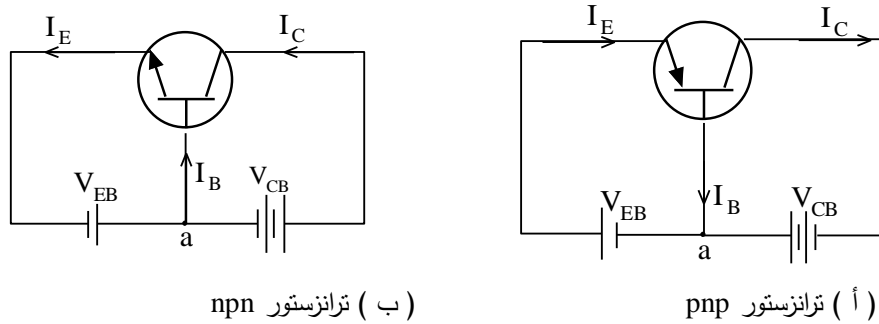 I_E I_C
V_EB I_B V_CB
a
( ب ) ترانزستور npn
I_E I_C
V_EB I_B V_CB
a
( أ ) ترانزستور pnp